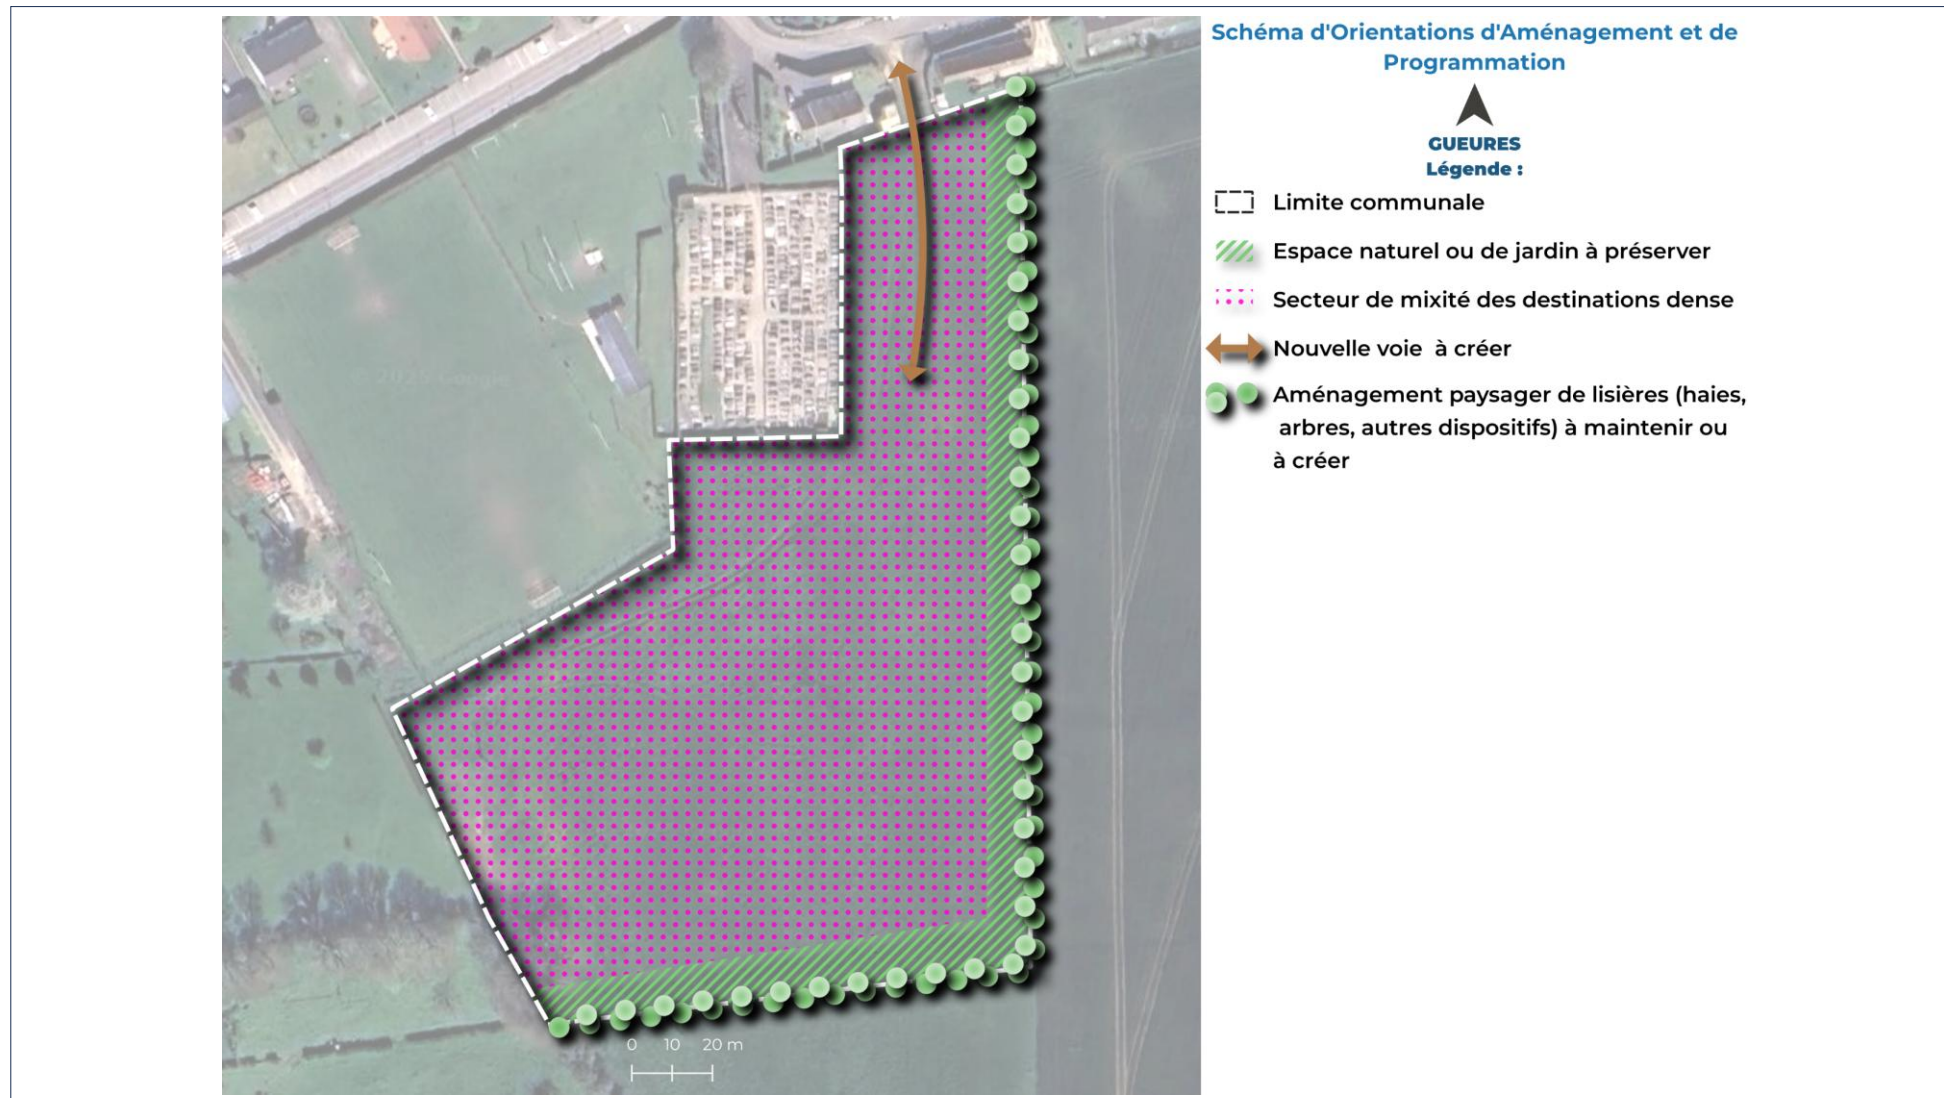 Schéma d'Orientations d'Aménagement et de
Programmation
GUEURES
Légende :
Limite communale
Espace naturel ou de jardin à préserver
Secteur de mixité des destinations dense
Nouvelle voie à créer
Aménagement paysager de lisières (haies,
arbres, autres dispositifs) à maintenir ou
à créer
© 2025 Google
0 10 20 m